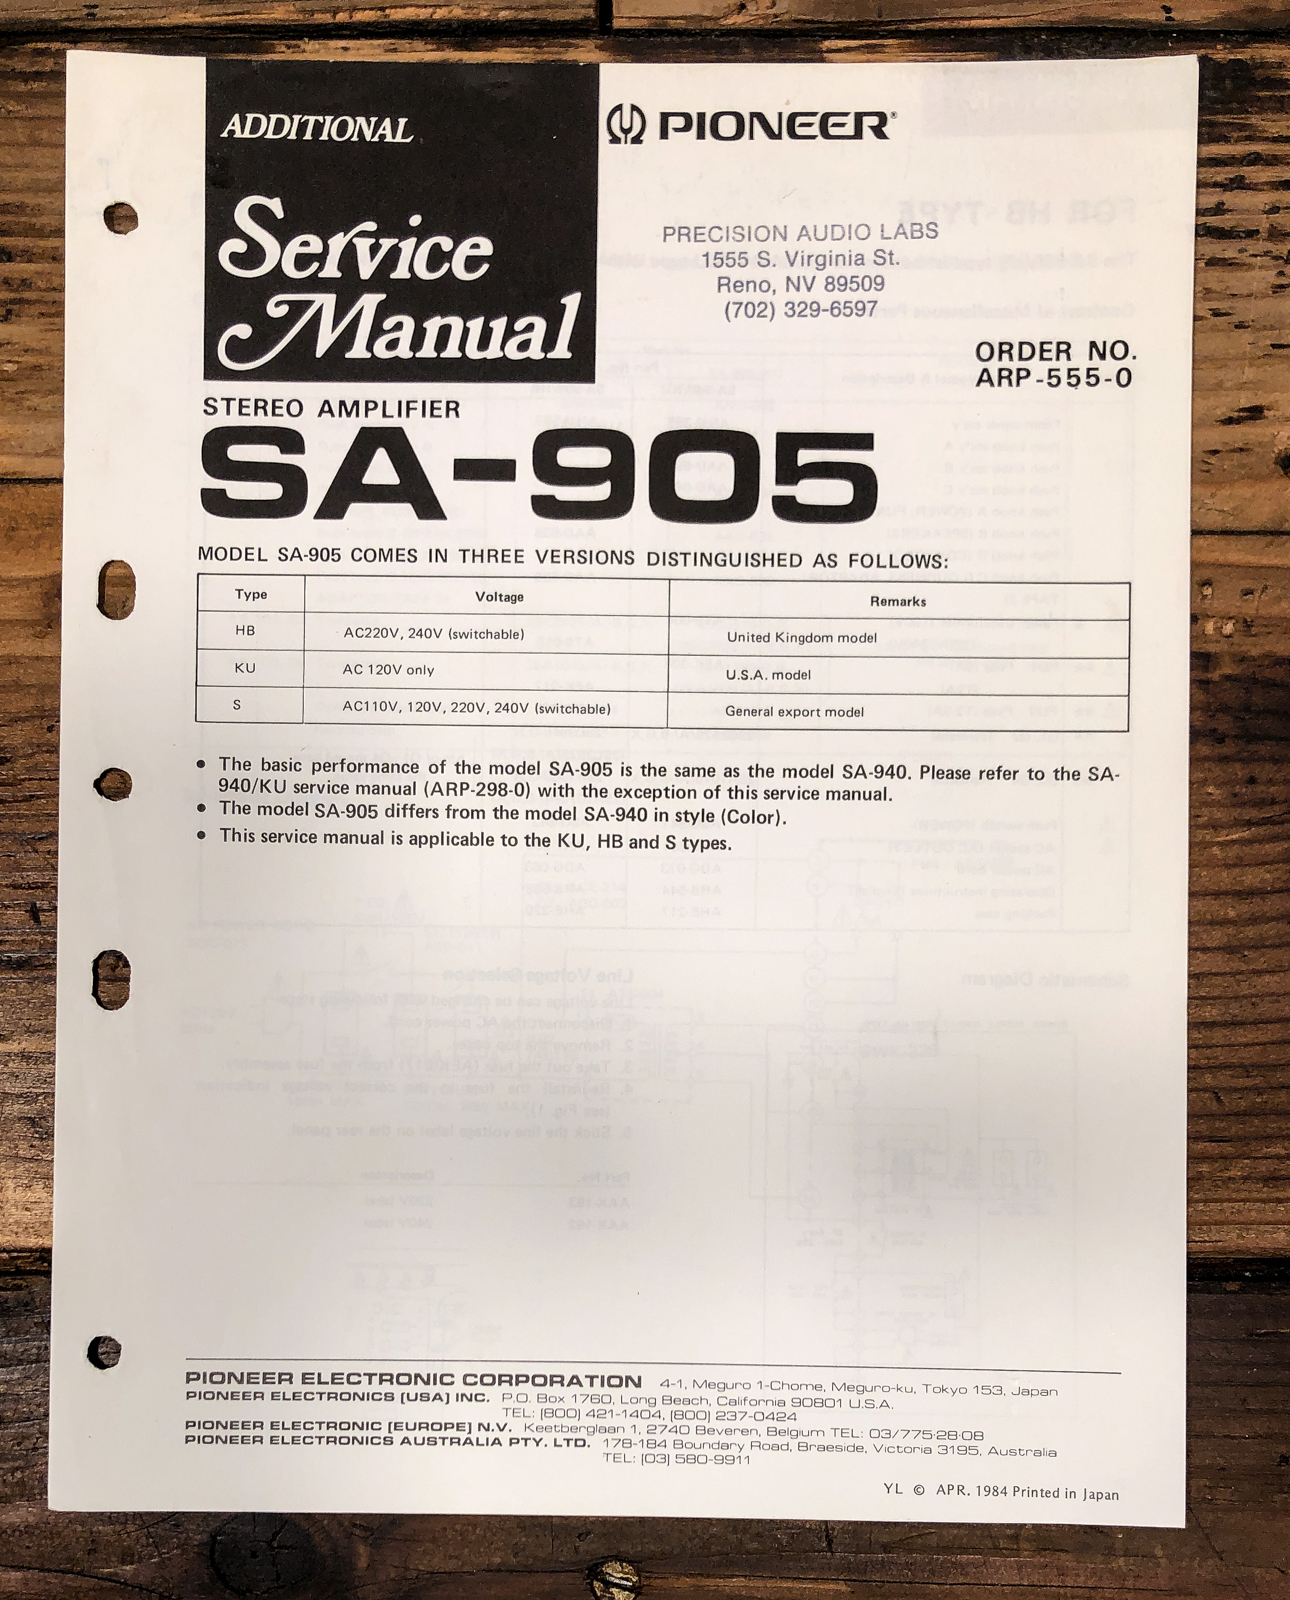 ADDITIONAL
Service
Manual
PIONEER®
PRECISION AUDIO LABS
1555 S. Virginia St.
Reno, NV 89509
(702) 329-6597
ORDER NO.
ARP-555-0
STEREO AMPLIFIER
SA-905
MODEL SA-905 COMES IN THREE VERSIONS DISTINGUISHED AS FOLLOWS:
Type Voltage Remarks
HB AC220V, 240V (switchable) United Kingdom model
KU AC 120V only U.S.A. model
S AC110V, 120V, 220V, 240V (switchable) General export model
• The basic performance of the model SA-905 is the same as the model SA-940. Please refer to the SA-
940/KU service manual (ARP-298-0) with the exception of this service manual.
• The model SA-905 differs from the model SA-940 in style (Color).
• This service manual is applicable to the KU, HB and S types.
PIONEER ELECTRONIC CORPORATION 4-1, Meguro 1-Chome, Meguro-ku, Tokyo 153, Japan
PIONEER ELECTRONICS [USA] INC. P.O. Box 1760, Long Beach, California 90801 U.S.A.
TEL: [800] 421-1404, [800] 237-0424
PIONEER ELECTRONIC [EUROPE] N.V. Keetberglaan 1, 2740 Beveren, Belgium TEL: 03/775·28·08
PIONEER ELECTRONICS AUSTRALIA PTY. LTD. 178-184 Boundary Road, Braeside, Victoria 3195, Australia
TEL: [03] 580-9911
YL © APR. 1984 Printed in Japan